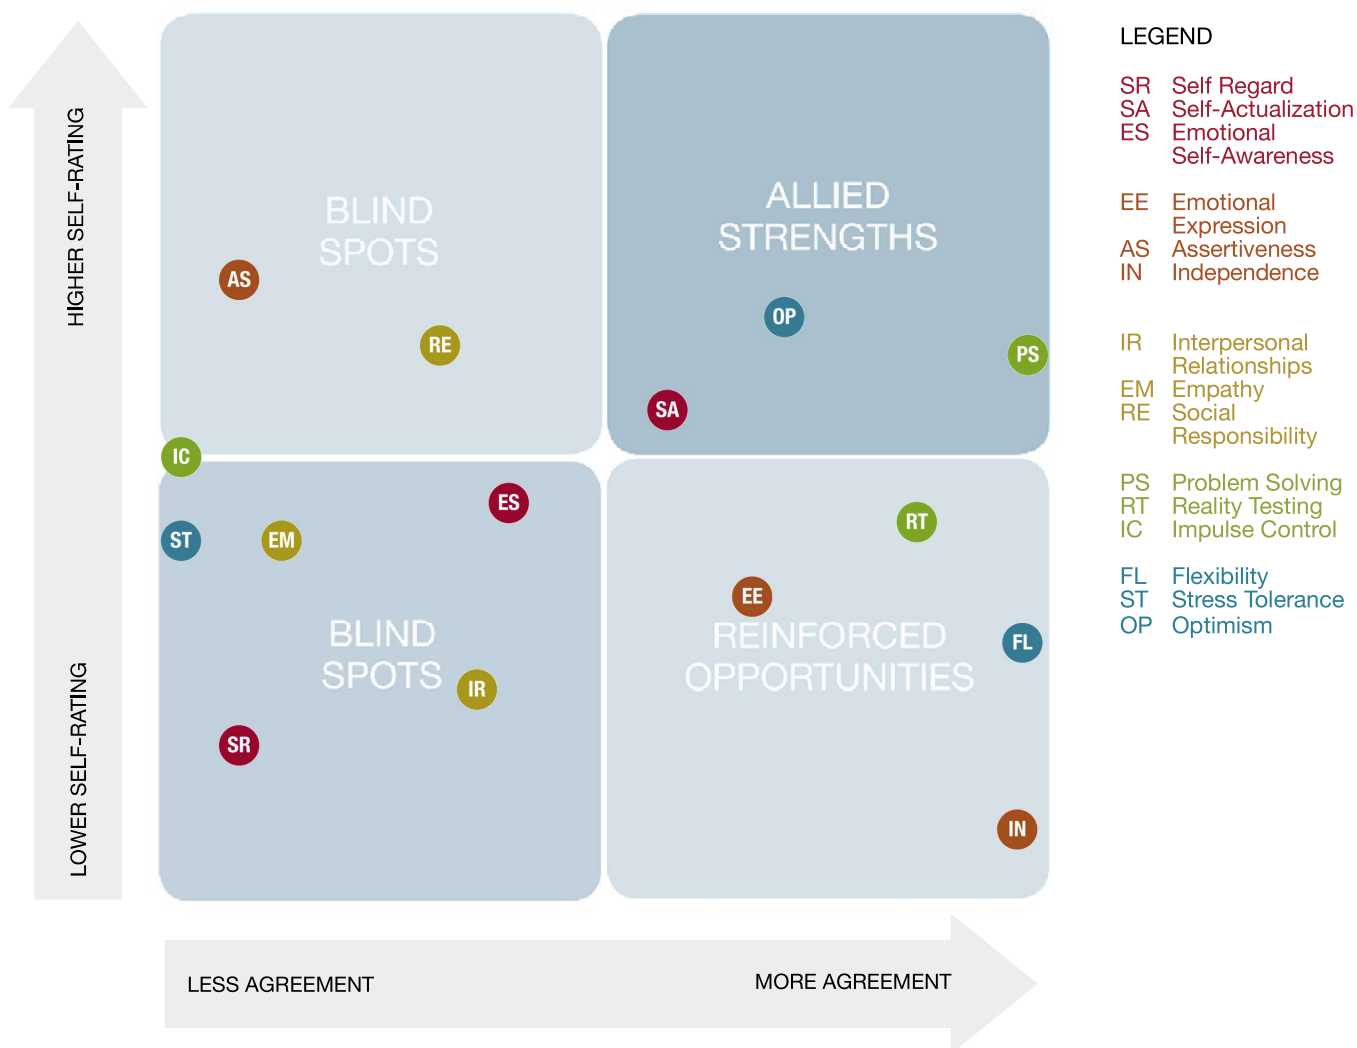 HIGHER SELF-RATING
LOWER SELF-RATING
BLIND
SPOTS
AS
RE
ALLIED
STRENGTHS
OP
PS
SA
IC
ES
ST
EM
BLIND
SPOTS
IR
SR
RT
EE
REINFORCED
OPPORTUNITIES
FL
IN
LESS AGREEMENT
MORE AGREEMENT
LEGEND
SR Self Regard
SA Self-Actualization
ES Emotional
Self-Awareness
EE Emotional
Expression
AS Assertiveness
IN Independence
IR Interpersonal
Relationships
EM Empathy
RE Social
Responsibility
PS Problem Solving
RT Reality Testing
IC Impulse Control
FL Flexibility
ST Stress Tolerance
OP Optimism